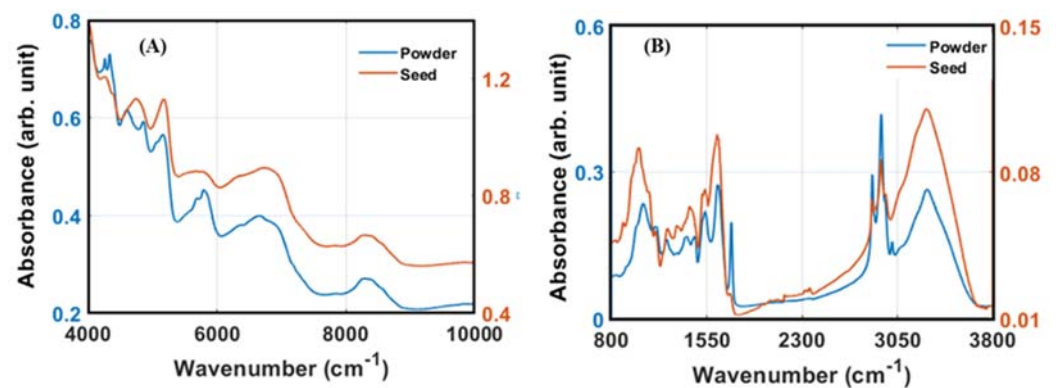 (A)
Powder
Seed
Absorbance (arb. unit)
0.8
0.6
0.4
0.2
1.2
0.8
0.4
4000 6000 8000 10000
Wavenumber (cm-1)
(B)
Powder
Seed
Absorbance (arb. unit)
0.6
0.3
0
0.15
0.08
0.01
800 1550 2300 3050 3800
Wavenumber (cm-1)